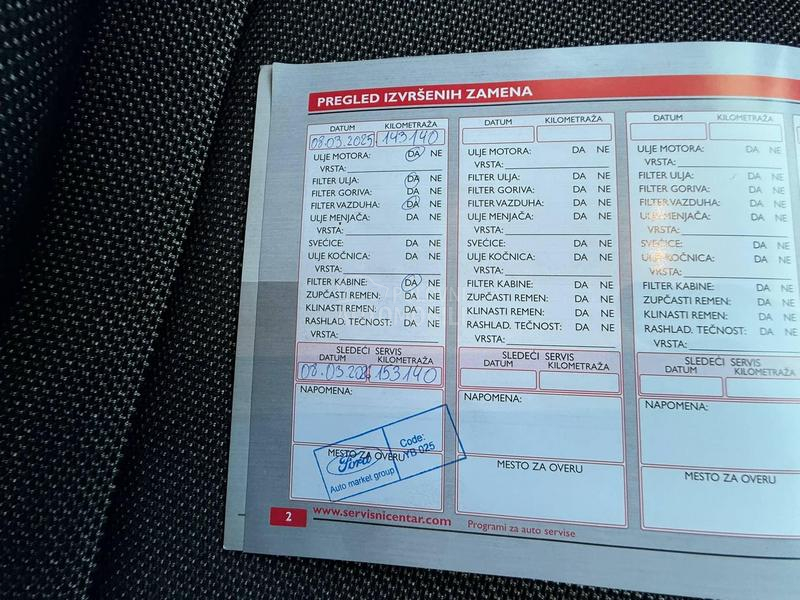 PREGLED IZVRŠENIH ZAMENA
DATUM KILOMETRAŽA
08.03.2025 143140
ULJE MOTORA: DA NE
VRSTA:
FILTER ULJA: DA NE
FILTER GORIVA: DA NE
FILTER VAZDUHA: DA NE
ULJE MENJAČA: DA NE
VRSTA:
SVEĆICE: DA NE
ULJE KOČNICA: DA NE
VRSTA:
FILTER KABINE: DA NE
ZUPČASTI REMEN: DA NE
KLINASTI REMEN: DA NE
RASHLAD. TEČNOST: DA NE
VRSTA:
SLEDEĆI SERVIS
DATUM KILOMETRAŽA
08.03.202 153140
NAPOMENA:
MESTO ZA OVERU
Ford
Auto market group
Code:
YB-025
DATUM KILOMETRAŽA
ULJE MOTORA: DA NE
VRSTA:
FILTER ULJA: DA NE
FILTER GORIVA: DA NE
FILTER VAZDUHA: DA NE
ULJE MENJAČA: DA NE
VRSTA:
SVEĆICE: DA NE
ULJE KOČNICA: DA NE
VRSTA:
FILTER KABINE: DA NE
ZUPČASTI REMEN: DA NE
KLINASTI REMEN: DA NE
RASHLAD. TEČNOST: DA NE
VRSTA:
SLEDEĆI SERVIS
DATUM KILOMETRAŽA
NAPOMENA:
MESTO ZA OVERU
DATUM KILOMETRAŽA
ULJE MOTORA: DA NE
VRSTA:
FILTER ULJA: DA NE
FILTER GORIVA: DA NE
FILTER VAZDUHA: DA NE
ULJE MENJAČA: DA NE
VRSTA:
SVEĆICE: DA NE
ULJE KOČNICA: DA NE
VRSTA:
FILTER KABINE: DA NE
ZUPČASTI REMEN: DA NE
KLINASTI REMEN: DA NE
RASHLAD. TEČNOST: DA NE
VRSTA:
SLEDEĆI SERVIS
DATUM KILOMETRAŽA
NAPOMENA:
MESTO ZA OVERU
2 www.servisnicentar.com Programi za auto servise